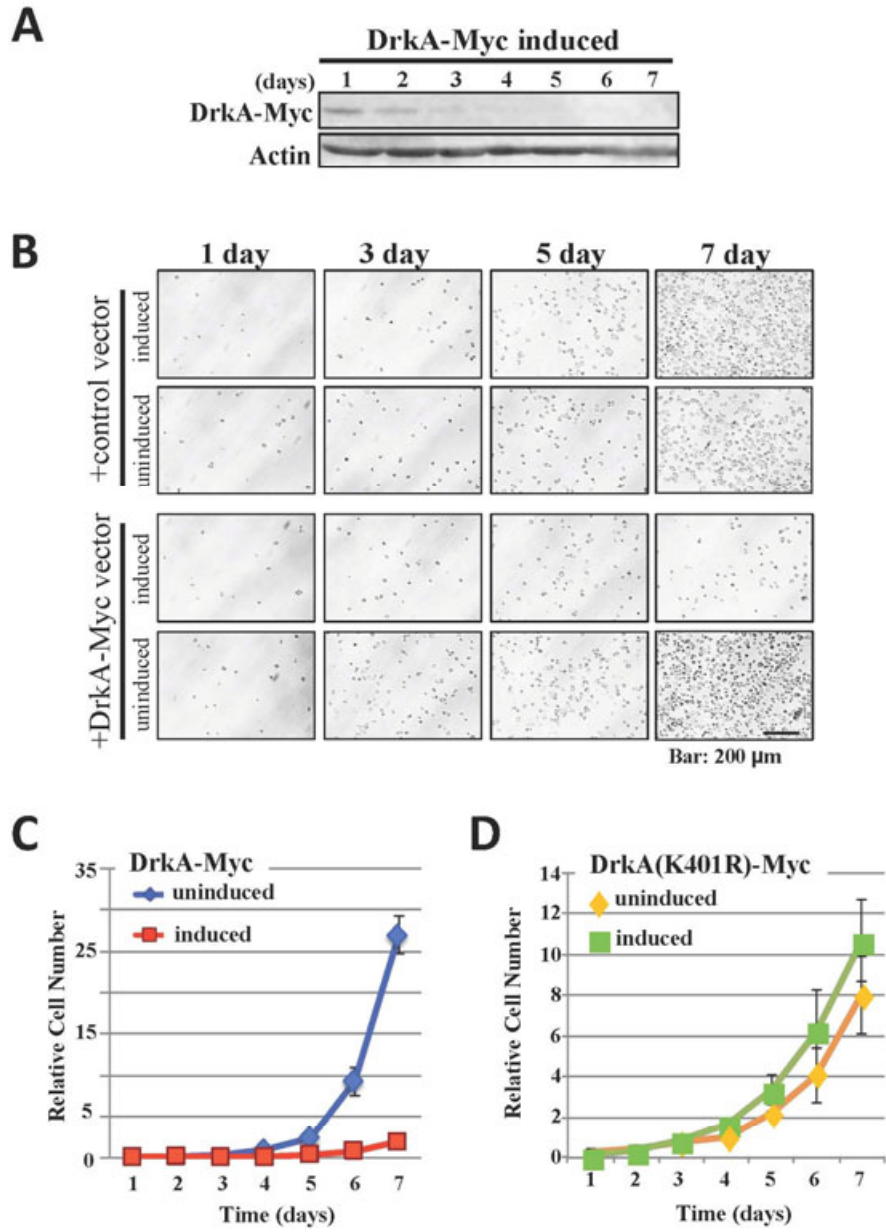 A
DrkA-Myc induced
(days) 1 2 3 4 5 6 7
DrkA-Myc
Actin
B
1 day 3 day 5 day 7 day
+control vector
induced
uninduced
+DrkA-Myc vector
induced
uninduced
Bar: 200 µm
C
DrkA-Myc
uninduced
induced
Relative Cell Number
35
25
15
5
0
1 2 3 4 5 6 7
Time (days)
D
DrkA(K401R)-Myc
uninduced
induced
Relative Cell Number
14
12
10
8
6
4
2
0
1 2 3 4 5 6 7
Time (days)